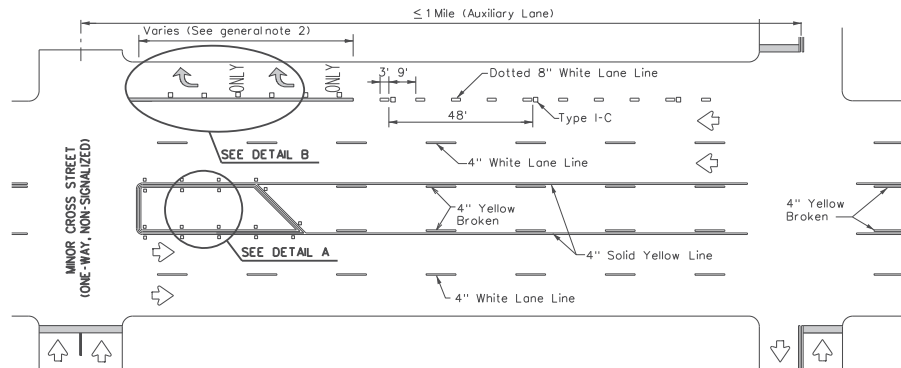 ≤ 1 Mile (Auxiliary Lane)
Varies (See general note 2)
ONLY
ONLY
3' 9'
Dotted 8" White Lane Line
48'
Type I-C
SEE DETAIL B
4" White Lane Line
MINOR CROSS STREET
(ONE-WAY, NON-SIGNALIZED)
4" Yellow
Broken
4" Yellow
Broken
SEE DETAIL A
4" Solid Yellow Line
4" White Lane Line